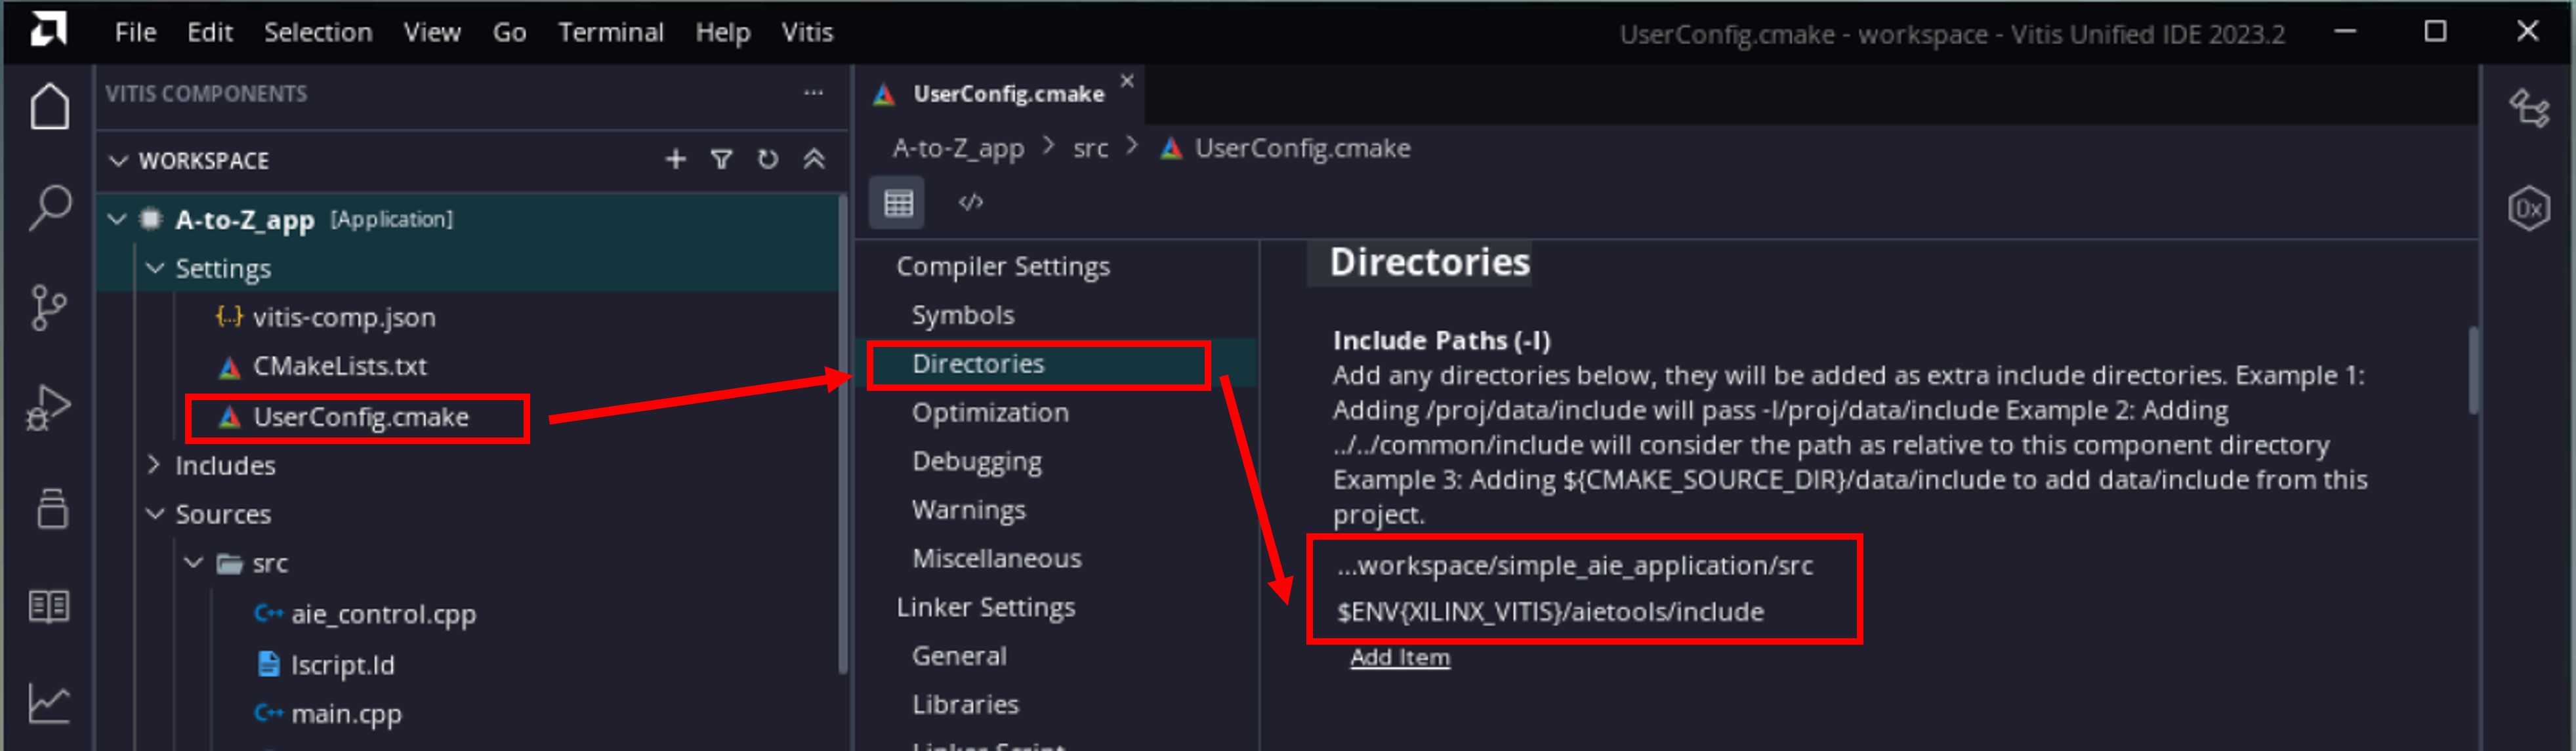 File Edit Selection View Go Terminal Help Vitis
UserConfig.cmake - workspace - Vitis Unified IDE 2023.2
VITIS COMPONENTS
WORKSPACE
A-to-Z_app [Application]
Settings
{..} vitis-comp.json
CMakeLists.txt
UserConfig.cmake
Includes
Sources
src
C++ aie_control.cpp
lscript.ld
C++ main.cpp
UserConfig.cmake
A-to-Z_app > src > UserConfig.cmake
</>
Compiler Settings
Symbols
Directories
Optimization
Debugging
Warnings
Miscellaneous
Linker Settings
General
Libraries
Linker Script
Directories
Include Paths (-I)
Add any directories below, they will be added as extra include directories. Example 1:
Adding /proj/data/include will pass -I/proj/data/include Example 2: Adding
../../common/include will consider the path as relative to this component directory
Example 3: Adding ${CMAKE_SOURCE_DIR}/data/include to add data/include from this
project.
...workspace/simple_aie_application/src
$ENV{XILINX_VITIS}/aietools/include
Add Item
0x